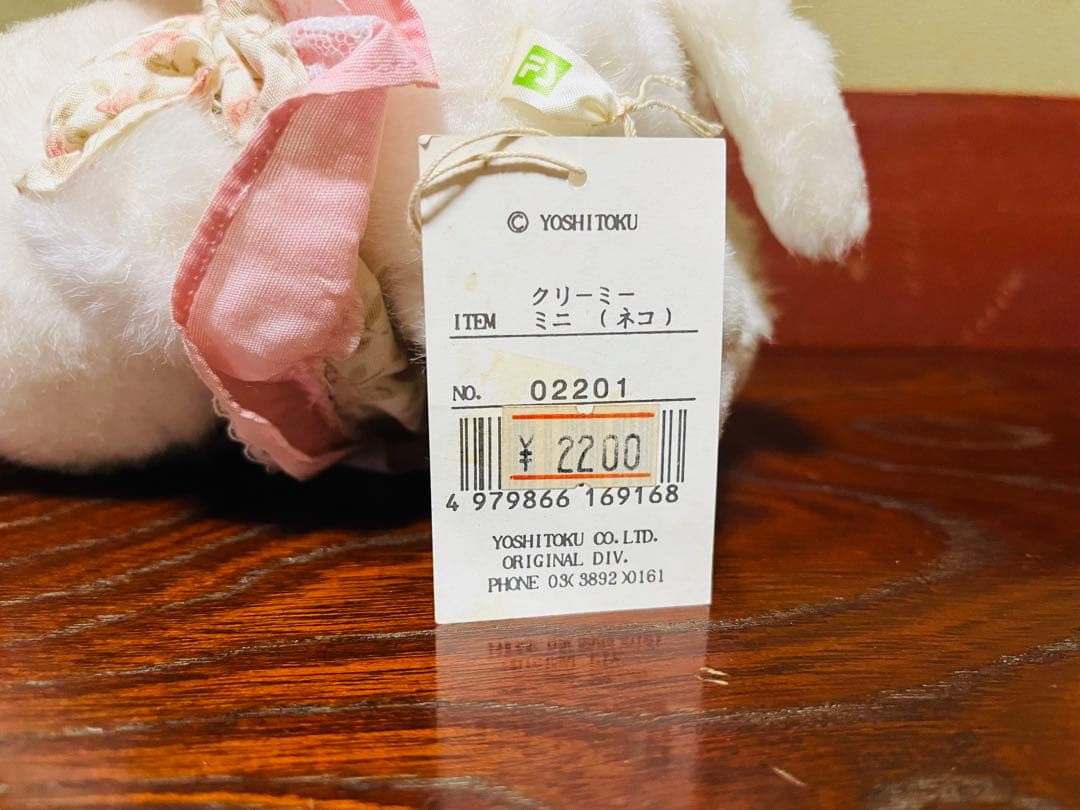 FY
© YOSHITOKU
クリーミー
ITEM ミニ (ネコ)
NO. 02201
¥ 2200
4 979866 169168
YOSHITOKU CO.LTD.
ORIGINAL DIV.
PHONE 03(3892)0161